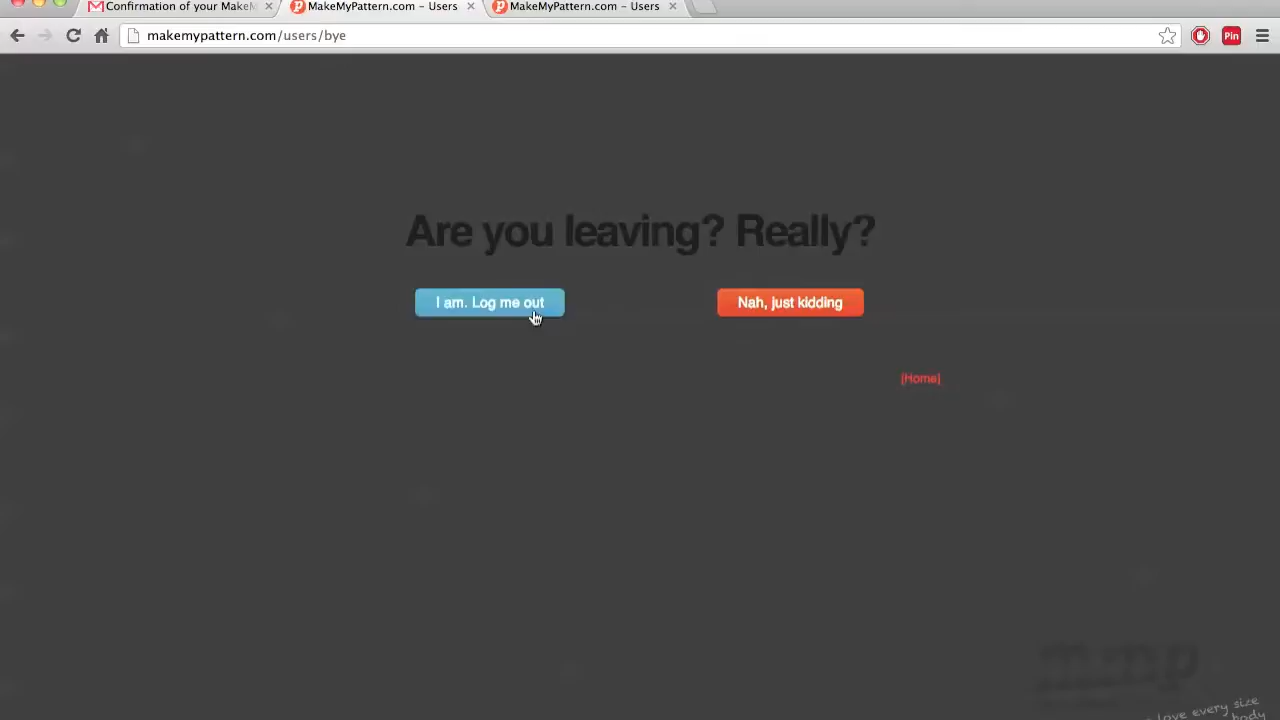 Confirmation of your MakeM
MakeMyPattern.com – Users
MakeMyPattern.com – Users
makemypattern.com/users/bye
Pin
Are you leaving? Really?
I am. Log me out
Nah, just kidding
[Home]
m:mp
love every size
body